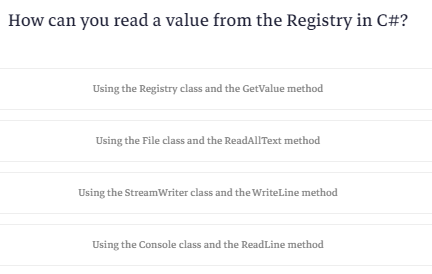 How can you read a value from the Registry in C#?
Using the Registry class and the GetValue method
Using the File class and the ReadAllText method
Using the StreamWriter class and the WriteLine method
Using the Console class and the ReadLine method